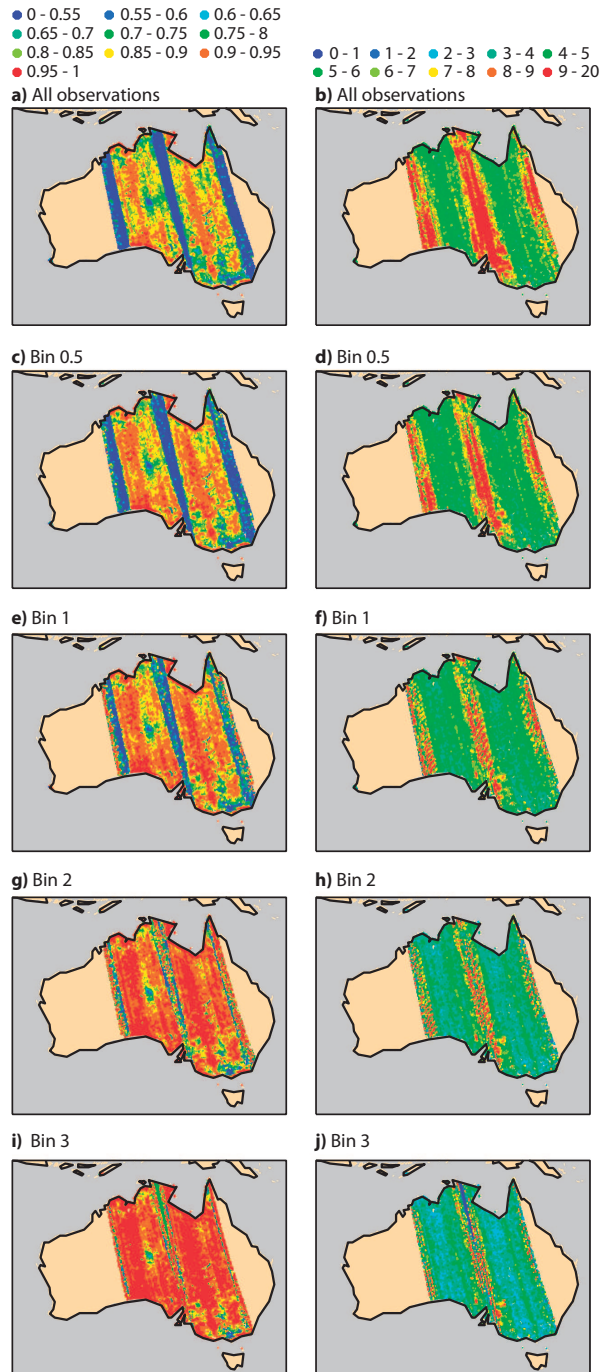 0 - 0.55 0.55 - 0.6 0.6 - 0.65
0.65 - 0.7 0.7 - 0.75 0.75 - 8
0.8 - 0.85 0.85 - 0.9 0.9 - 0.95
0.95 - 1
0 - 1 1 - 2 2 - 3 3 - 4 4 - 5
5 - 6 6 - 7 7 - 8 8 - 9 9 - 20
a) All observations
b) All observations
c) Bin 0.5
d) Bin 0.5
e) Bin 1
f) Bin 1
g) Bin 2
h) Bin 2
i) Bin 3
j) Bin 3